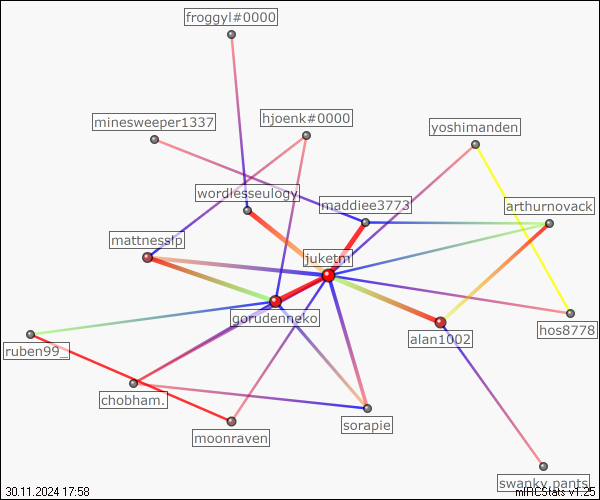 froggyl#0000
minesweeper1337
hjoenk#0000
yoshimanden
wordlesseulogy
maddiee3773
arthurnovack
mattnesslp
juketm
gorudenneko
hos8778
alan1002
ruben99_
chobham.
sorapie
moonraven
swanky.pants
30.11.2024 17:58
mIRCStats v1.25